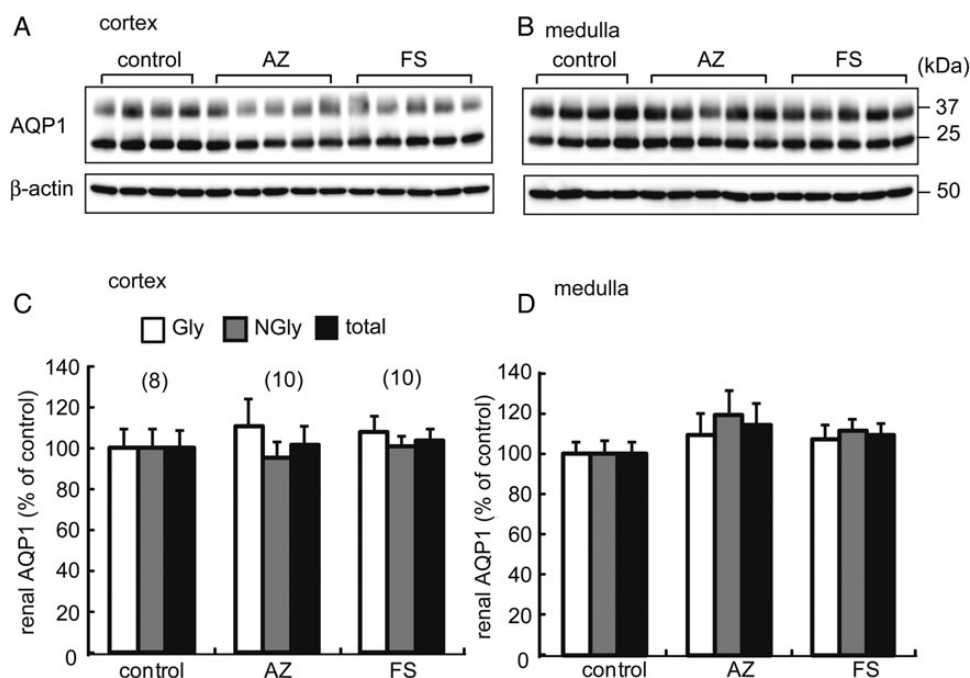 A cortex
control AZ FS
AQP1
β-actin
B medulla
control AZ FS (kDa)
37
25
50
C cortex
Gly NGly total
renal AQP1 (% of control)
140
120
100
80
60
40
20
0
(8) (10) (10)
control AZ FS
D medulla
renal AQP1 (% of control)
140
120
100
80
60
40
20
0
control AZ FS